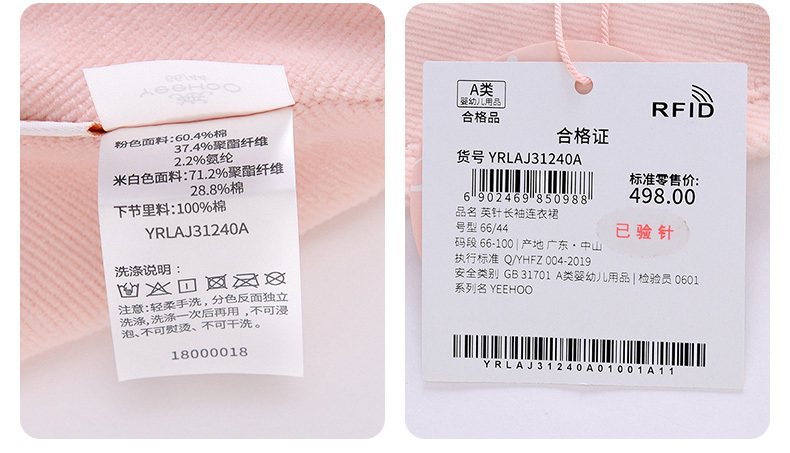 66/44
YEEHOO
粉色面料:60.4%棉
37.4%聚酯纤维
2.2%氨纶
米白色面料:71.2%聚酯纤维
28.8%棉
下节里料:100%棉
YRLAJ31240A
洗涤说明:
注意:轻柔手洗,分色反面独立
洗涤,洗涤一次后再用,不可浸
泡、不可熨烫、不可干洗。
18000018
A类
婴幼儿用品
合格品
RFID
合格证
货号 YRLAJ31240A
6 902469 850988
标准零售价:
498.00
品名 英针长袖连衣裙
号型 66/44
码段 66-100 | 产地 广东·中山
执行标准 Q/YHFZ 004-2019
安全类别 GB 31701 A类婴幼儿用品 | 检验员 0601
系列名 YEEHOO
已验针
YRLAJ31240A01001A11